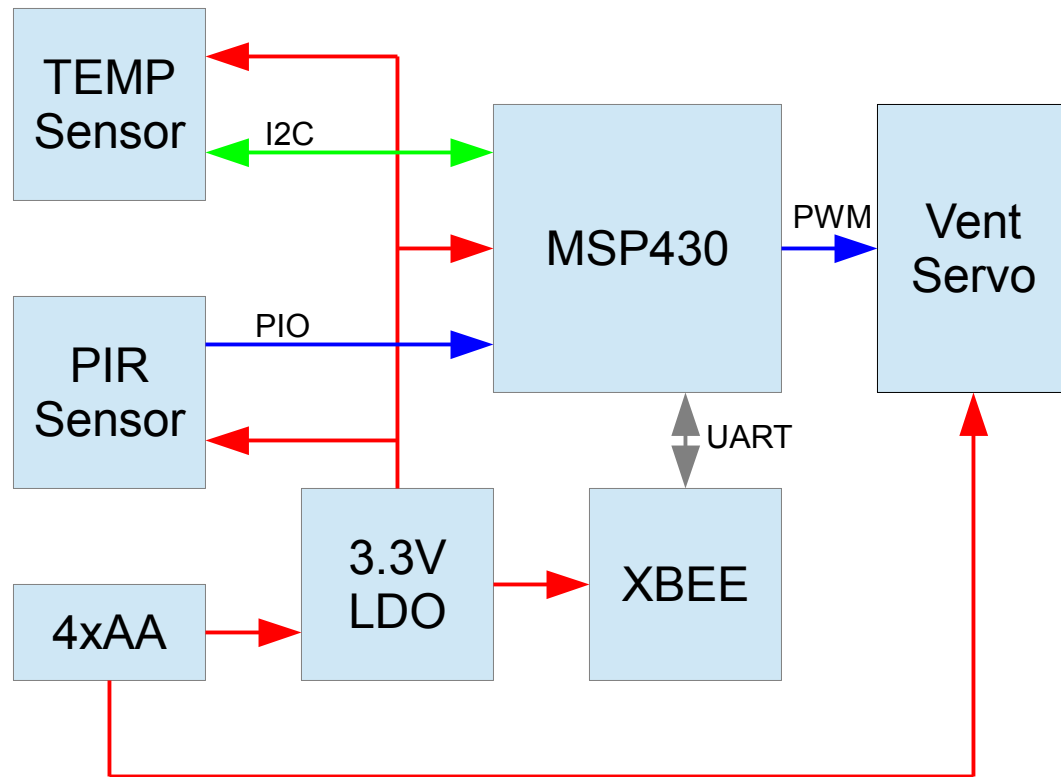 TEMP
Sensor
I2C
MSP430
PWM
Vent
Servo
PIO
PIR
Sensor
UART
3.3V
LDO
XBEE
4xAA